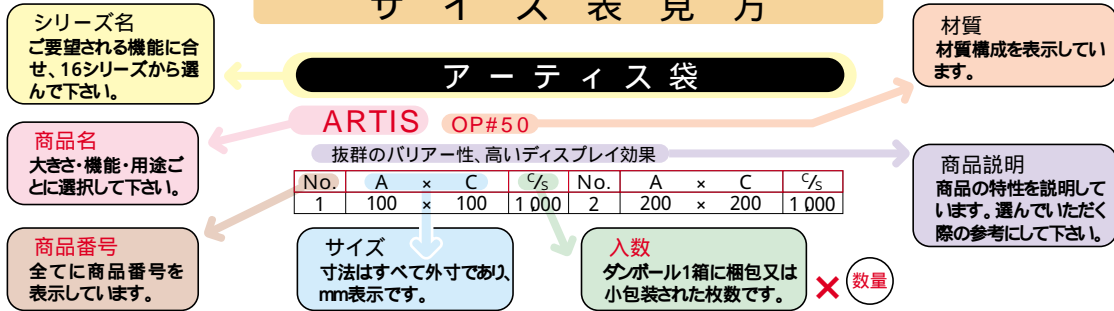 サイズ表見方
シリーズ名
ご要望される機能に合
せ、16シリーズから選
んで下さい。
材質
材質構成を表示してい
ます。
アーティス袋
ARTIS OP#50
抜群のバリアー性、高いディスプレイ効果
商品名
大きさ・機能・用途ご
とに選択して下さい。
商品説明
商品の特性を説明して
います。選んでいただく
際の参考にして下さい。
No. A × C C/S No. A × C C/S
1 100 × 100 1,000 2 200 × 200 1,000
商品番号
全てに商品番号を
表示しています。
サイズ
寸法はすべて外寸であり、
mm表示です。
入数
ダンボール1箱に梱包又は
小包装された枚数です。
×
数量